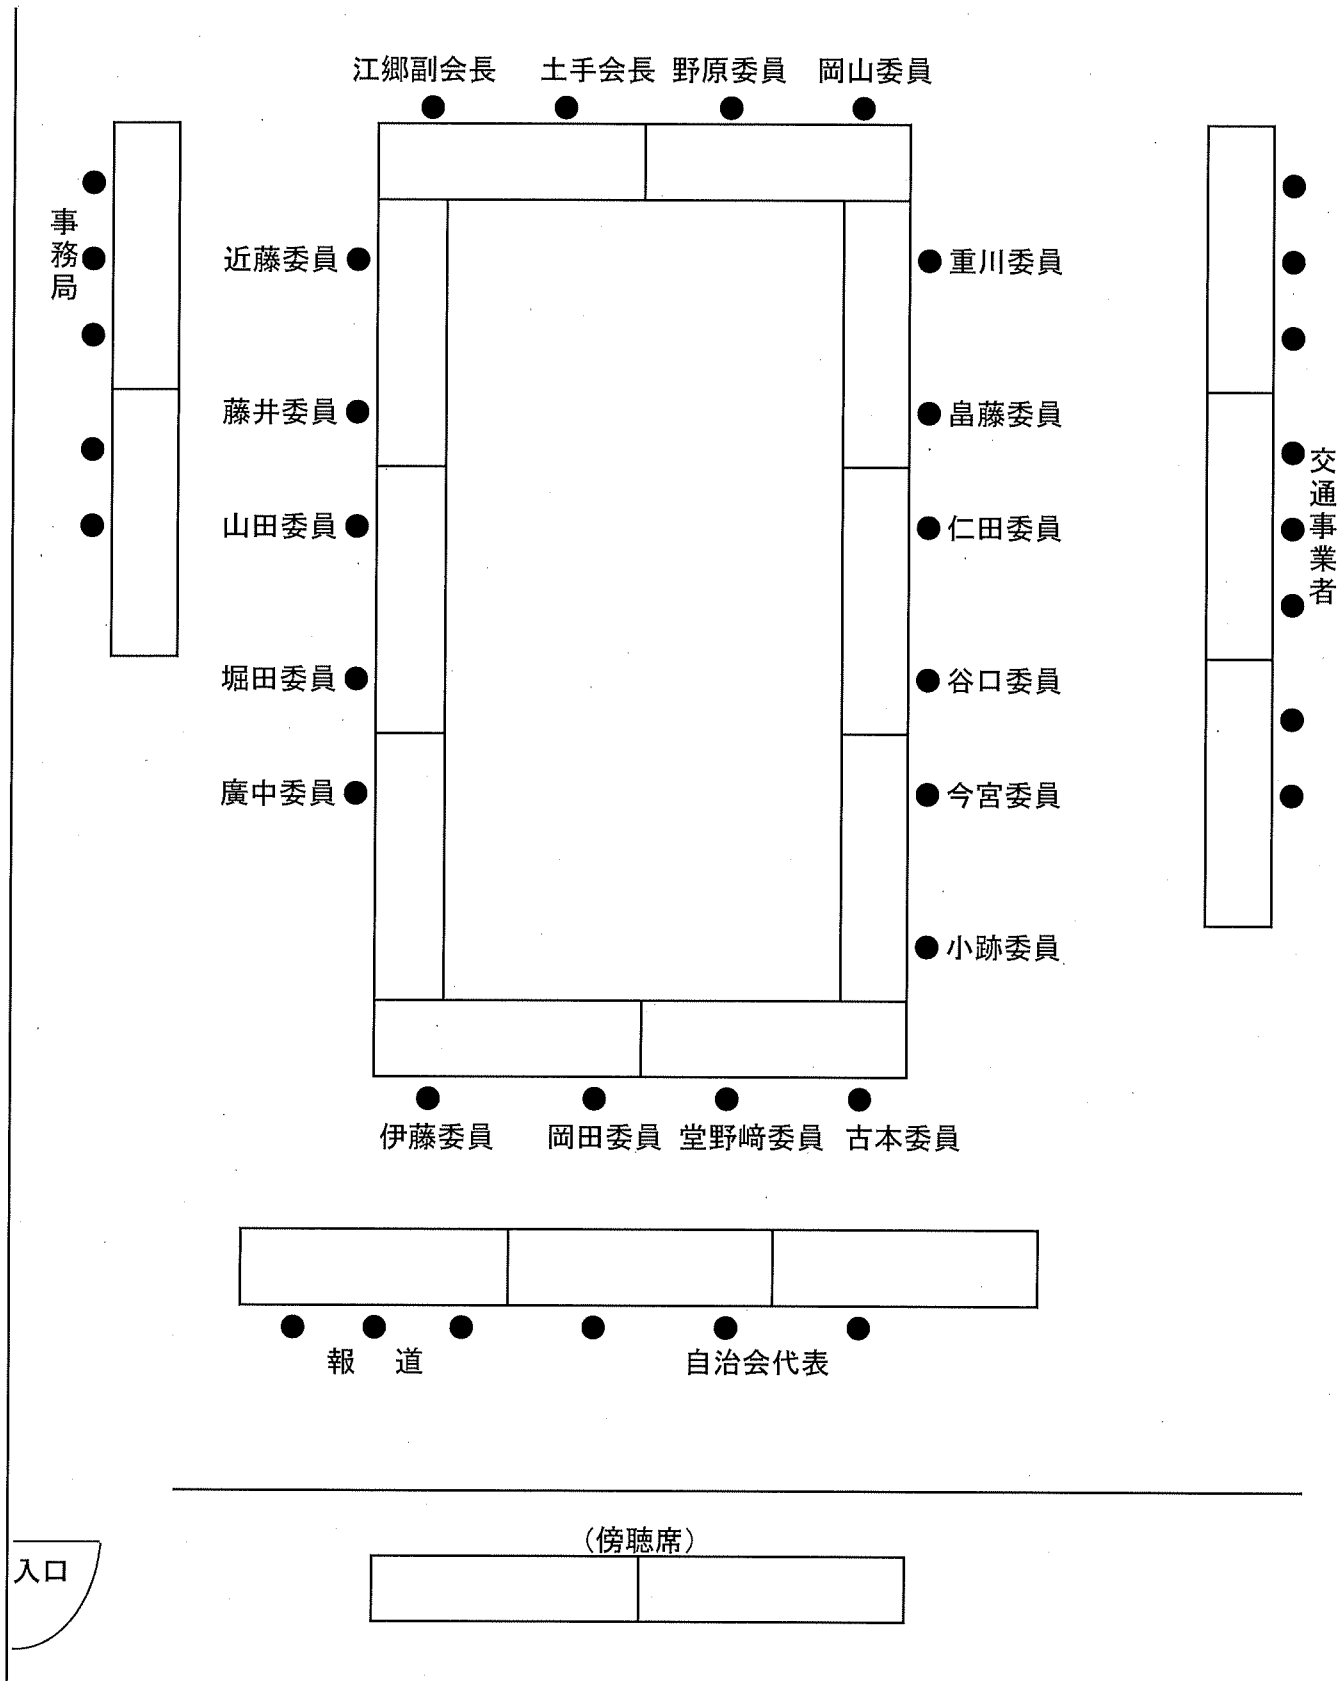 江郷副会長　土手会長　野原委員　岡山委員
事務局
近藤委員
重川委員
藤井委員
畠藤委員
山田委員
仁田委員
交通事業者
堀田委員
谷口委員
廣中委員
今宮委員
小跡委員
伊藤委員　岡田委員　堂野﨑委員　古本委員
報　道
自治会代表
（傍聴席）
入口